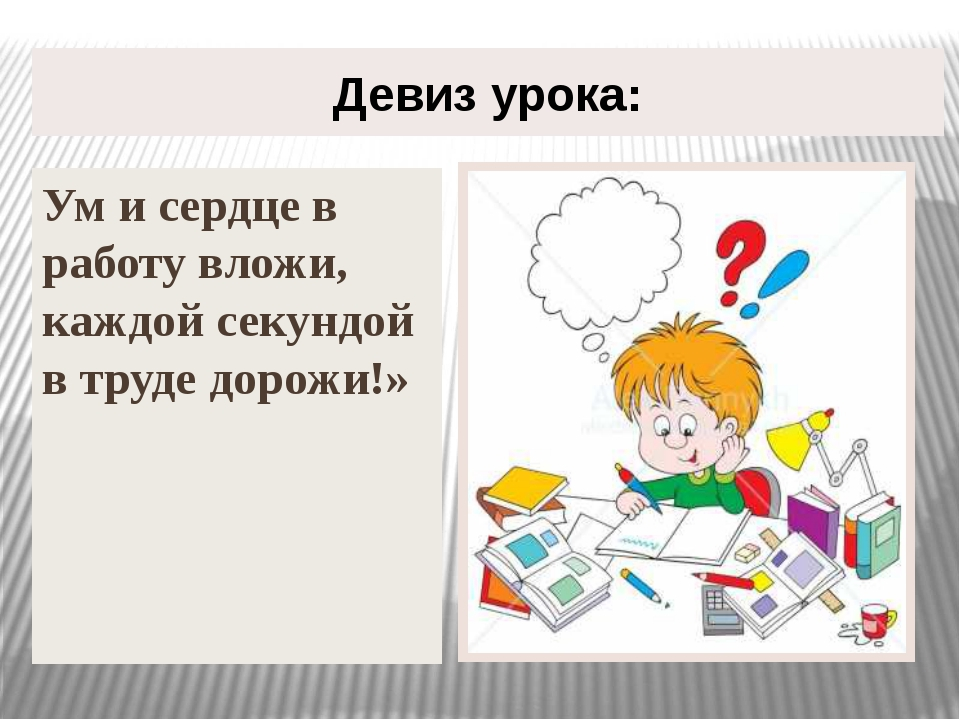 Девиз урока:
Ум и сердце в
работу вложи,
каждой секундой
в труде дорожи!»